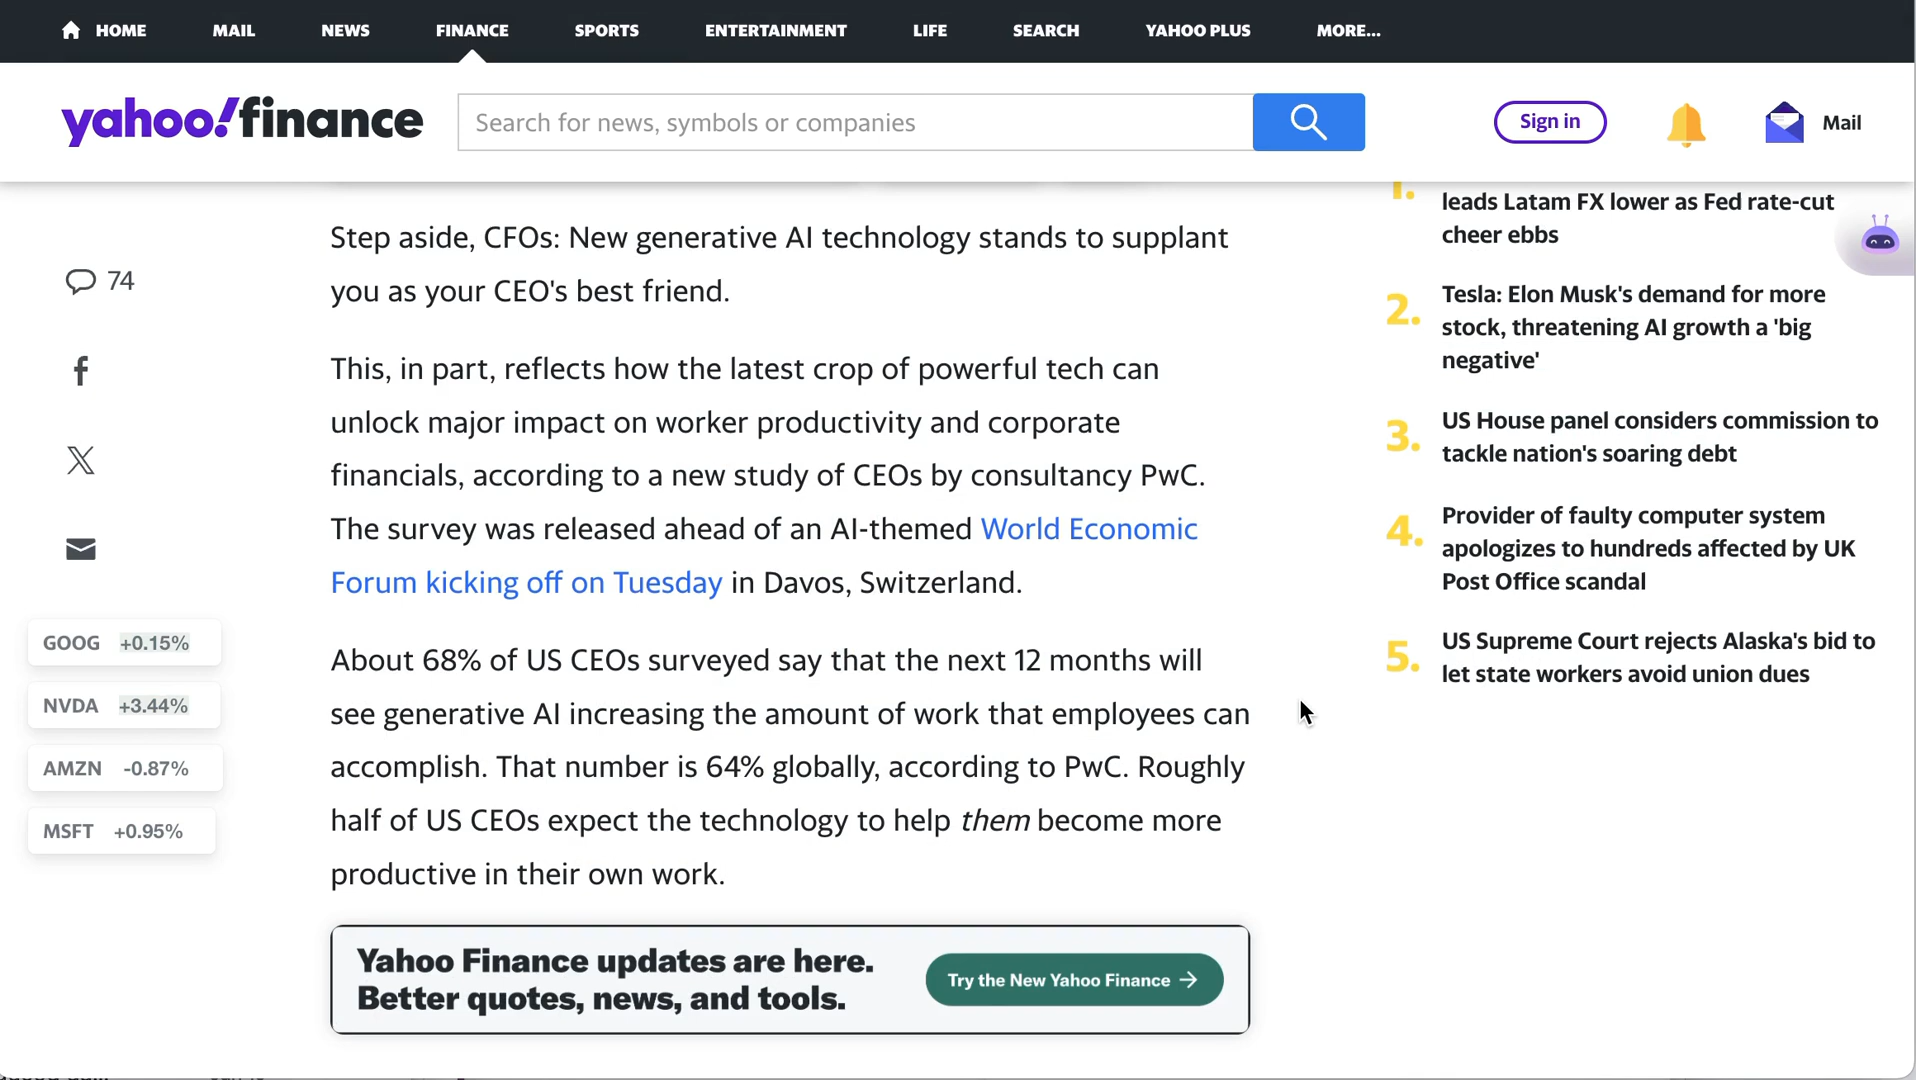 HOME MAIL NEWS FINANCE SPORTS ENTERTAINMENT LIFE SEARCH YAHOO PLUS MORE...
yahoo!finance
Search for news, symbols or companies
Sign in
Mail
74
GOOG +0.15%
NVDA +3.44%
AMZN -0.87%
MSFT +0.95%
Step aside, CFOs: New generative AI technology stands to supplant
you as your CEO's best friend.
This, in part, reflects how the latest crop of powerful tech can
unlock major impact on worker productivity and corporate
financials, according to a new study of CEOs by consultancy PwC.
The survey was released ahead of an AI-themed World Economic
Forum kicking off on Tuesday in Davos, Switzerland.
About 68% of US CEOs surveyed say that the next 12 months will
see generative AI increasing the amount of work that employees can
accomplish. That number is 64% globally, according to PwC. Roughly
half of US CEOs expect the technology to help them become more
productive in their own work.
Yahoo Finance updates are here.
Better quotes, news, and tools.
Try the New Yahoo Finance
1. leads Latam FX lower as Fed rate-cut
cheer ebbs
2. Tesla: Elon Musk's demand for more
stock, threatening AI growth a 'big
negative'
3. US House panel considers commission to
tackle nation's soaring debt
4. Provider of faulty computer system
apologizes to hundreds affected by UK
Post Office scandal
5. US Supreme Court rejects Alaska's bid to
let state workers avoid union dues